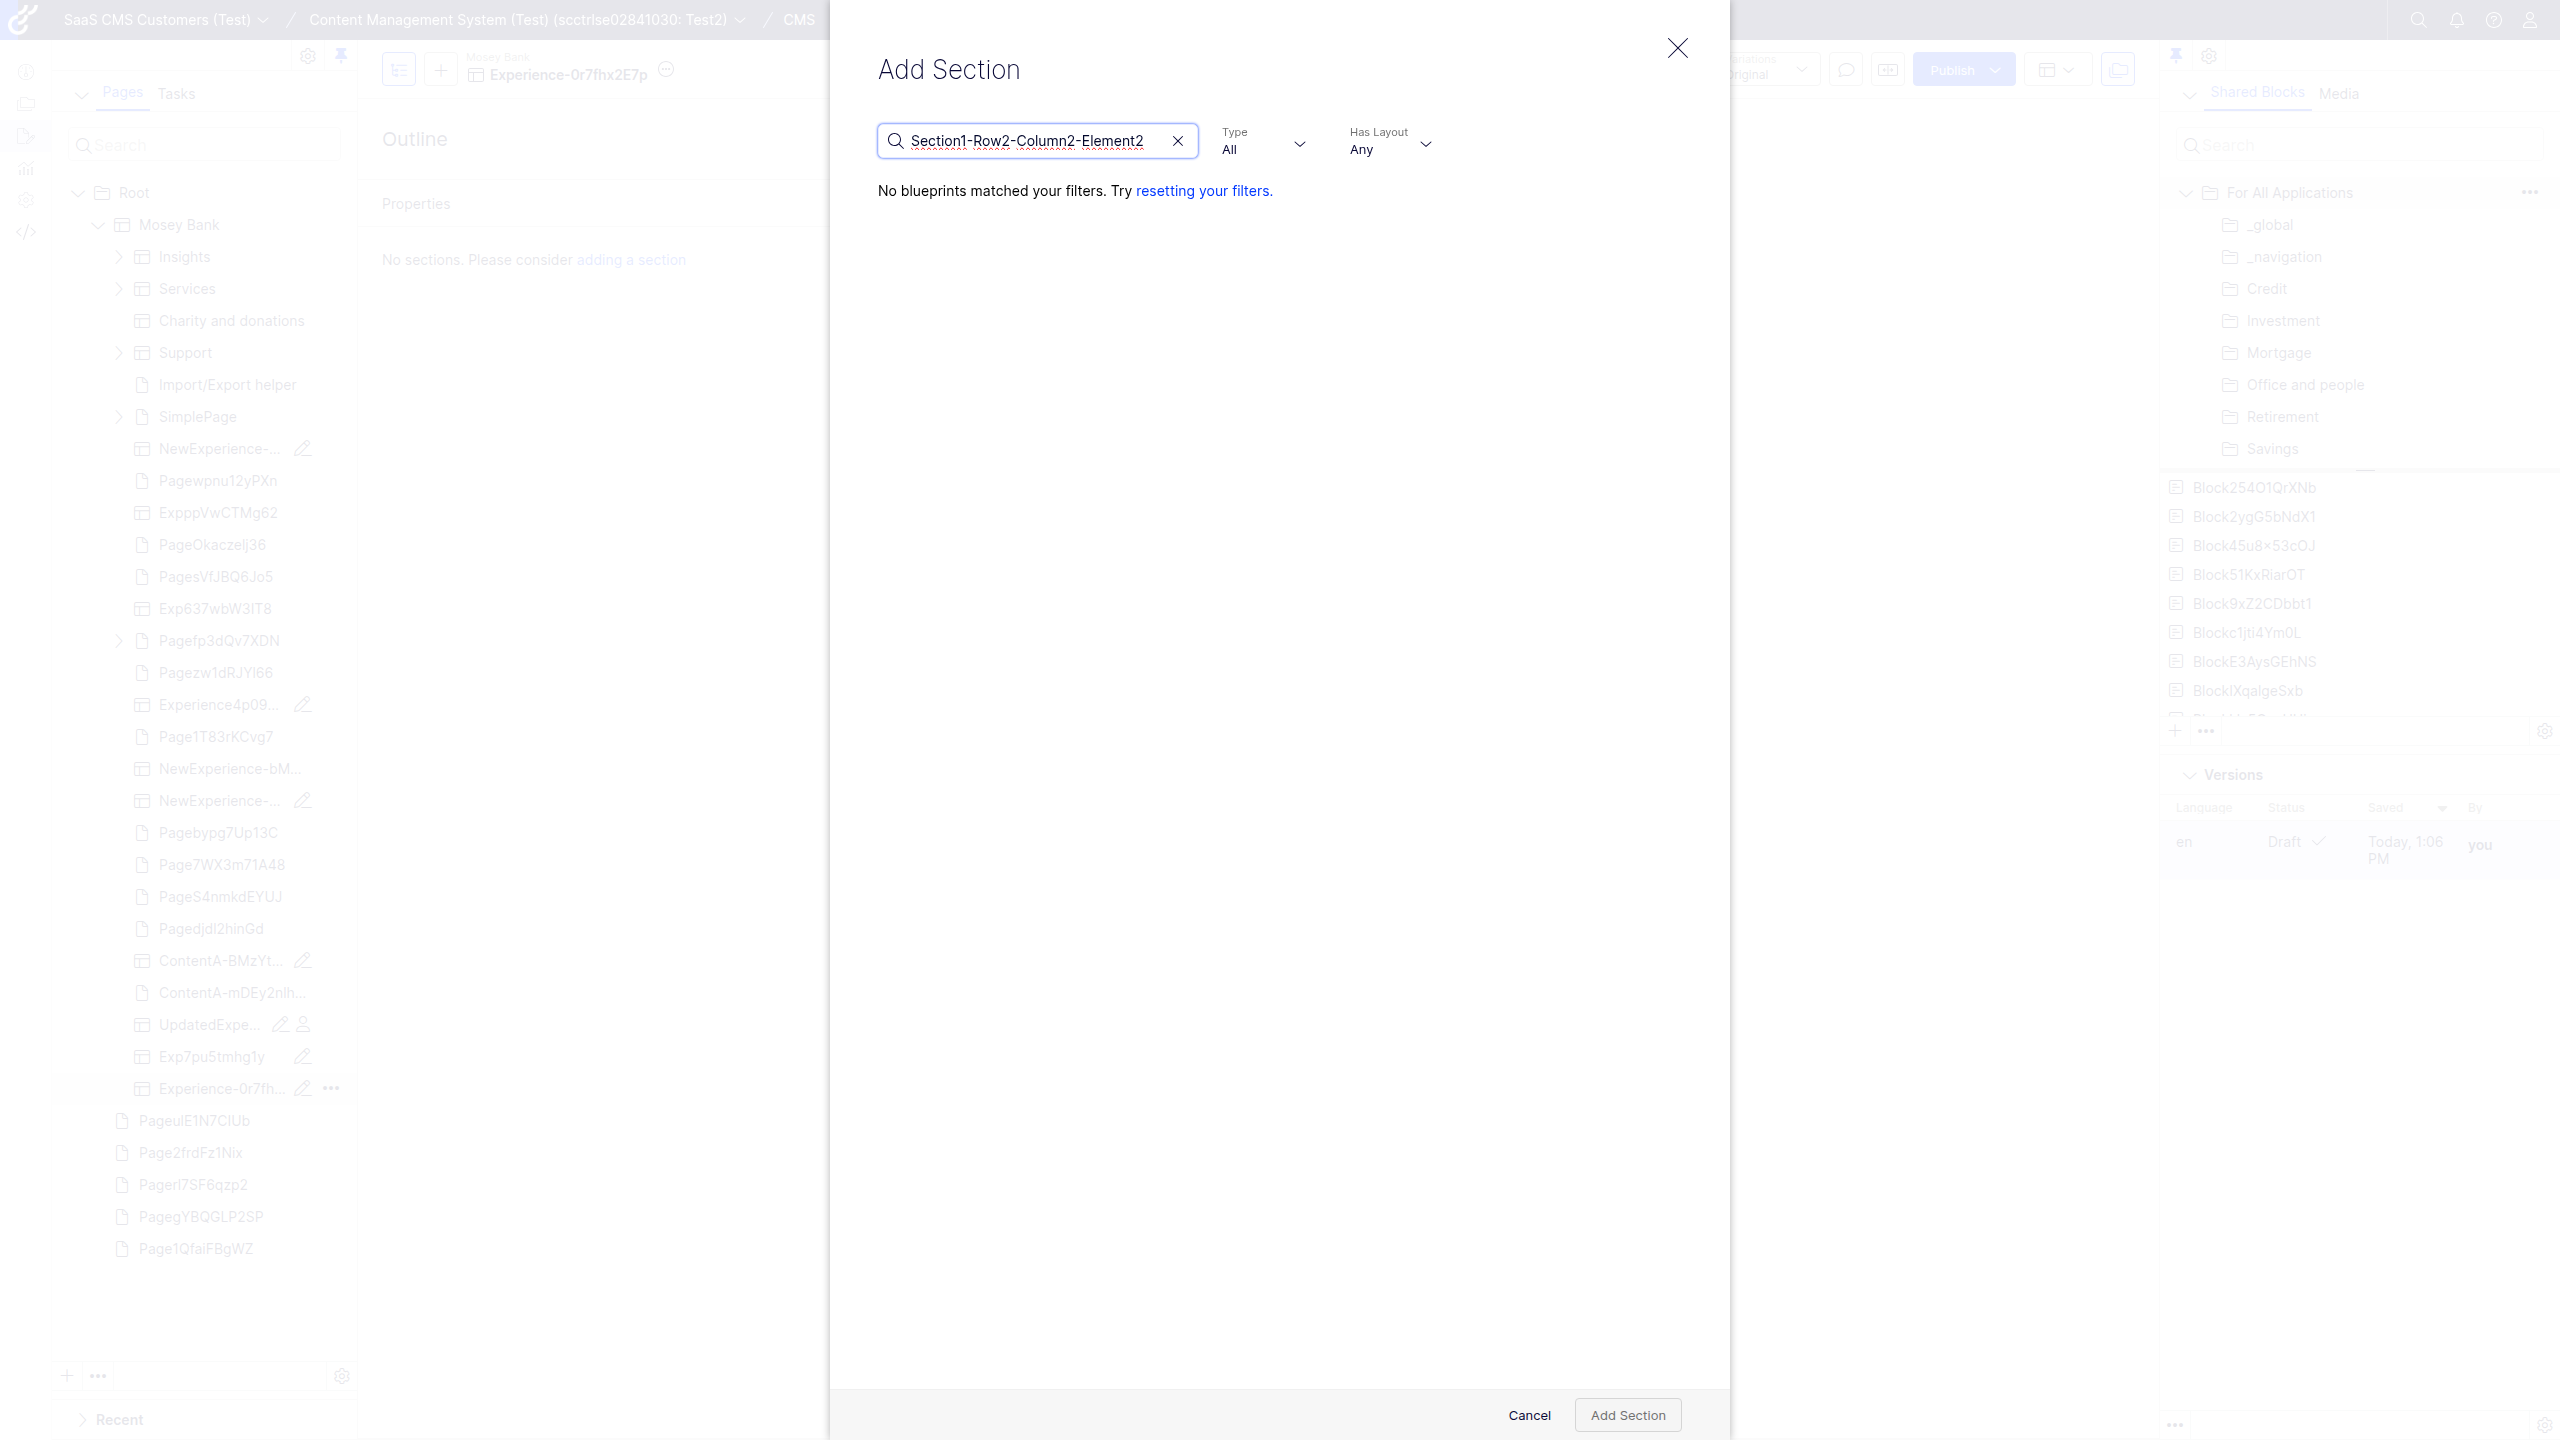 SaaS CMS Customers (Test) / Content Management System (Test) (scctrlse02841030: Test2) / CMS
Pages Tasks
Search
Root
Mosey Bank
Insights
Services
Charity and donations
Support
Import/Export helper
SimplePage
NewExperience-...
Pagewpnu12yPXn
ExpppVwCTMg62
PageOkaczelj36
PagesVfJBQ6Jo5
Exp637wbW3IT8
Pagefp3dQv7XDN
Pagezw1dRJYl66
Experience4p09...
Page1T83rKCvg7
NewExperience-bM...
NewExperience-...
Pagebypg7Up13C
Page7WX3m71A48
PageS4nmkdEYUJ
Pagedjdl2hinGd
ContentA-BMzYt...
ContentA-mDEy2nlh...
UpdatedExpe...
Exp7pu5tmhg1y
Experience-0r7fh...
PageulE1N7ClUb
Page2frdFz1Nix
Pagerl7SF6qzp2
PagegYBQGLP2SP
Page1QfaiFBgWZ
Recent
Mosey Bank
Experience-0r7fhx2E7p
Outline
Properties
No sections. Please consider adding a section
Add Section
Section1-Row2-Column2-Element2
Type
All
Has Layout
Any
No blueprints matched your filters. Try resetting your filters.
Cancel
Add Section
Original
Publish
Shared Blocks Media
Search
For All Applications
_global
_navigation
Credit
Investment
Mortgage
Office and people
Retirement
Savings
Block254O1QrXNb
Block2ygG5bNdX1
Block45u8x53cOJ
Block51KxRiarOT
Block9xZ2CDbbt1
Blockc1jti4Ym0L
BlockE3AysGEhNS
BlocklXqalgeSxb
Versions
Language Status Saved By
en Draft Today, 1:06 PM you